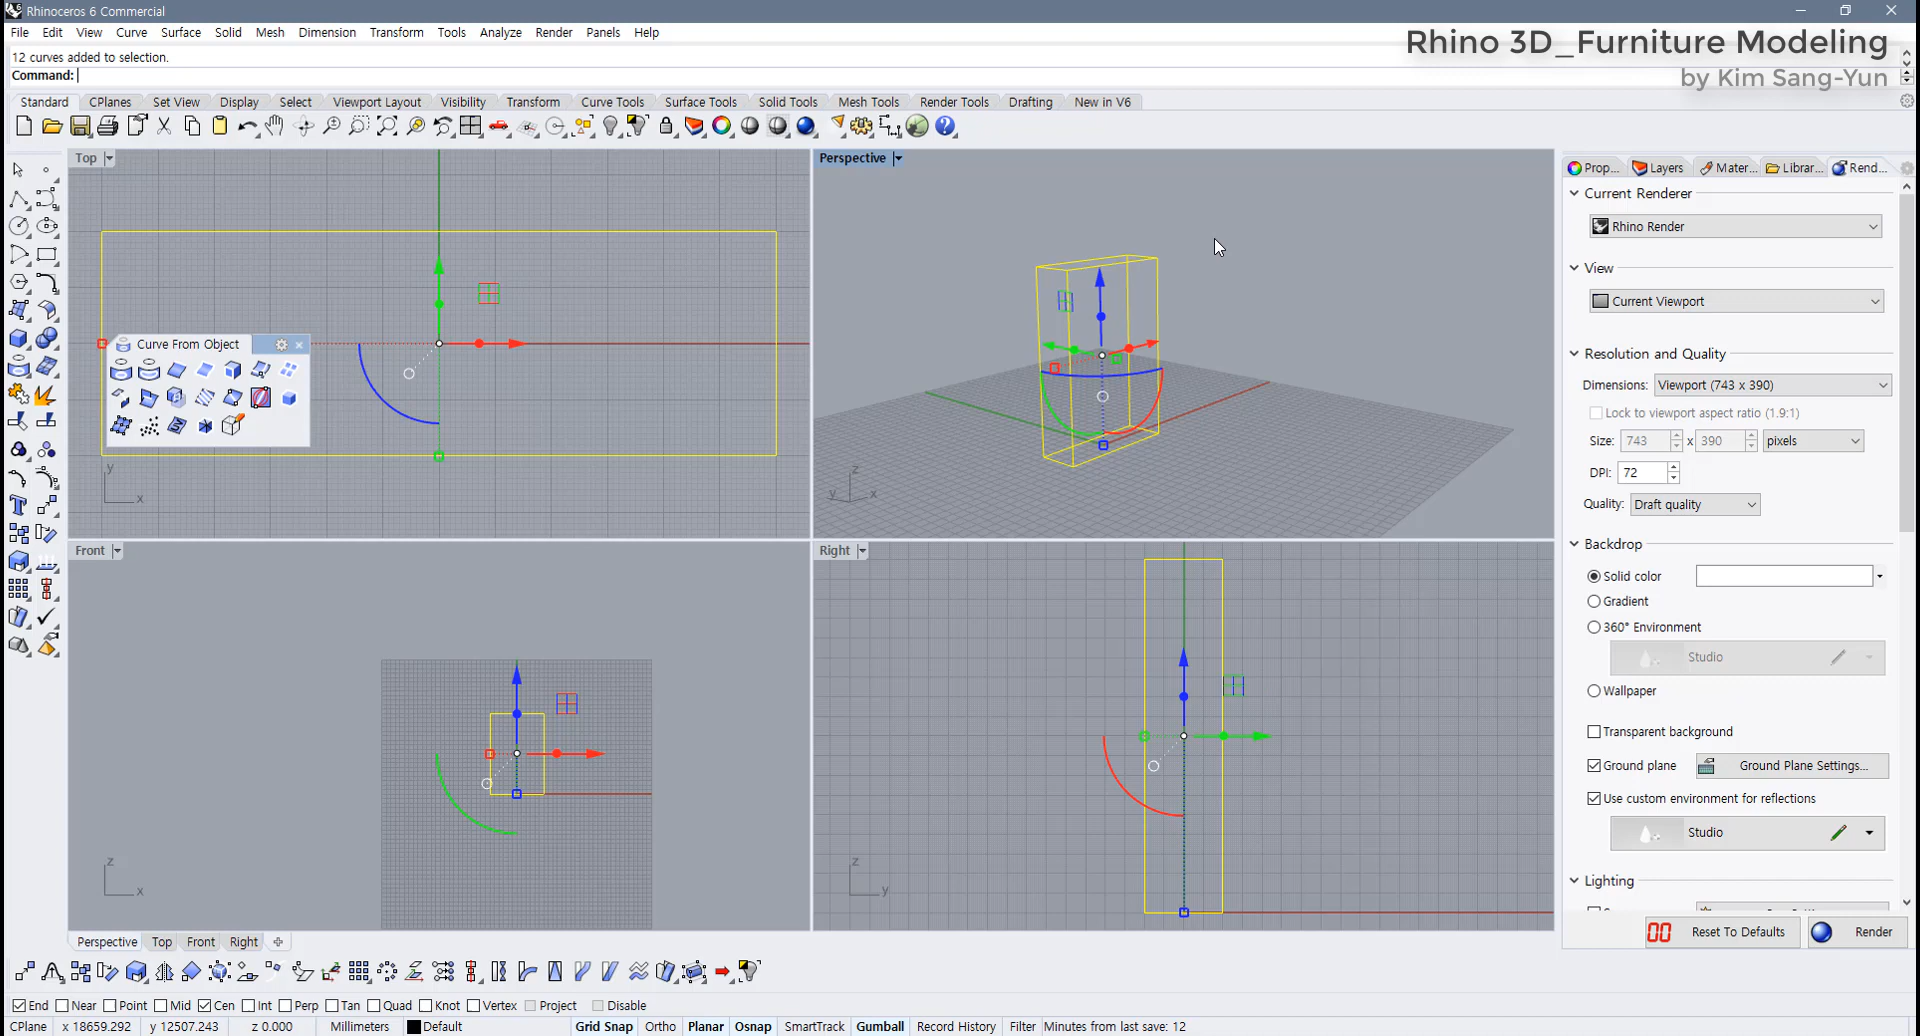 Rhinoceros 6 Commercial
File Edit View Curve Surface Solid Mesh Dimension Transform Tools Analyze Render Panels Help
12 curves added to selection.
Command:
Rhino 3D_Furniture Modeling
by Kim Sang-Yun
Standard CPlanes Set View Display Select Viewport Layout Visibility Transform Curve Tools Surface Tools Solid Tools Mesh Tools Render Tools Drafting New in V6
Top
Perspective
Prop... Layers Mater... Librar... Rend...
Current Renderer
Rhino Render
View
Current Viewport
Resolution and Quality
Dimensions: Viewport (743 x 390)
Lock to viewport aspect ratio (1.9:1)
Size: 743 x 390 pixels
DPI: 72
Quality: Draft quality
Curve From Object
y
x
z
y
x
Front
Right
Backdrop
Solid color
Gradient
360° Environment
Studio
Wallpaper
Transparent background
Ground plane Ground Plane Settings...
Use custom environment for reflections
Studio
Lighting
z
x
z
y
Reset To Defaults Render
Perspective Top Front Right
End Near Point Mid Cen Int Perp Tan Quad Knot Vertex Project Disable
CPlane x 18659.292 y 12507.243 z 0.000 Millimeters Default Grid Snap Ortho Planar Osnap SmartTrack Gumball Record History Filter Minutes from last save: 12